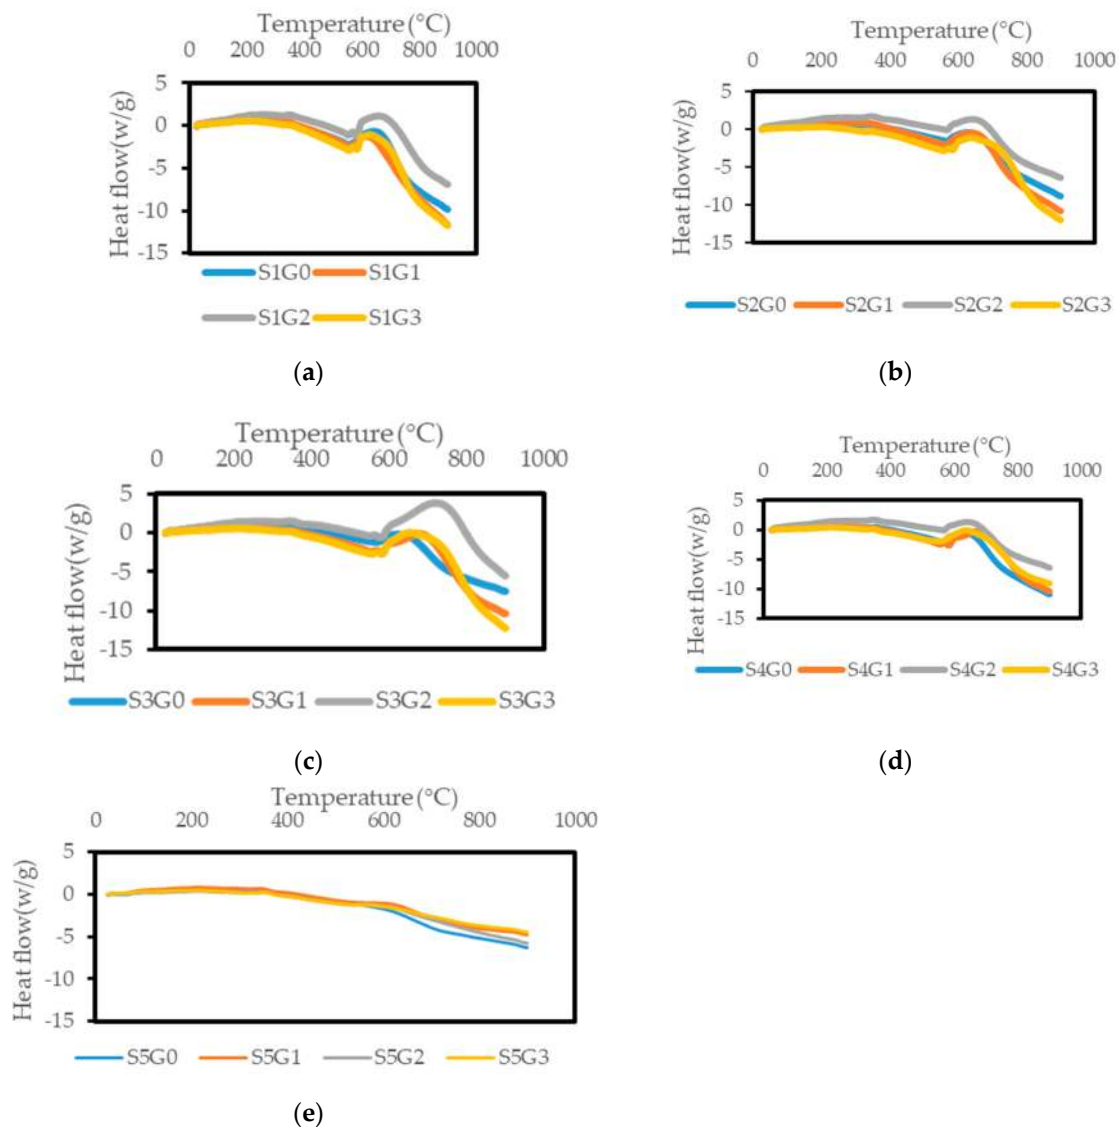 Temperature (°C)
0 200 400 600 800 1000
5
0
-5
-10
-15
Heat flow(w/g)
S1G0 S1G1
S1G2 S1G3
(a)
Temperature (°C)
0 200 400 600 800 1000
5
0
-5
-10
-15
Heat flow(w/g)
S2G0 S2G1 S2G2 S2G3
(b)
Temperature (°C)
0 200 400 600 800 1000
5
0
-5
-10
-15
Heat flow(w/g)
S3G0 S3G1 S3G2 S3G3
(c)
Temperature (°C)
0 200 400 600 800 1000
5
0
-5
-10
-15
Heat flow(w/g)
S4G0 S4G1 S4G2 S4G3
(d)
Temperature (°C)
0 200 400 600 800 1000
5
0
-5
-10
-15
Heat flow(w/g)
S5G0 S5G1 S5G2 S5G3
(e)